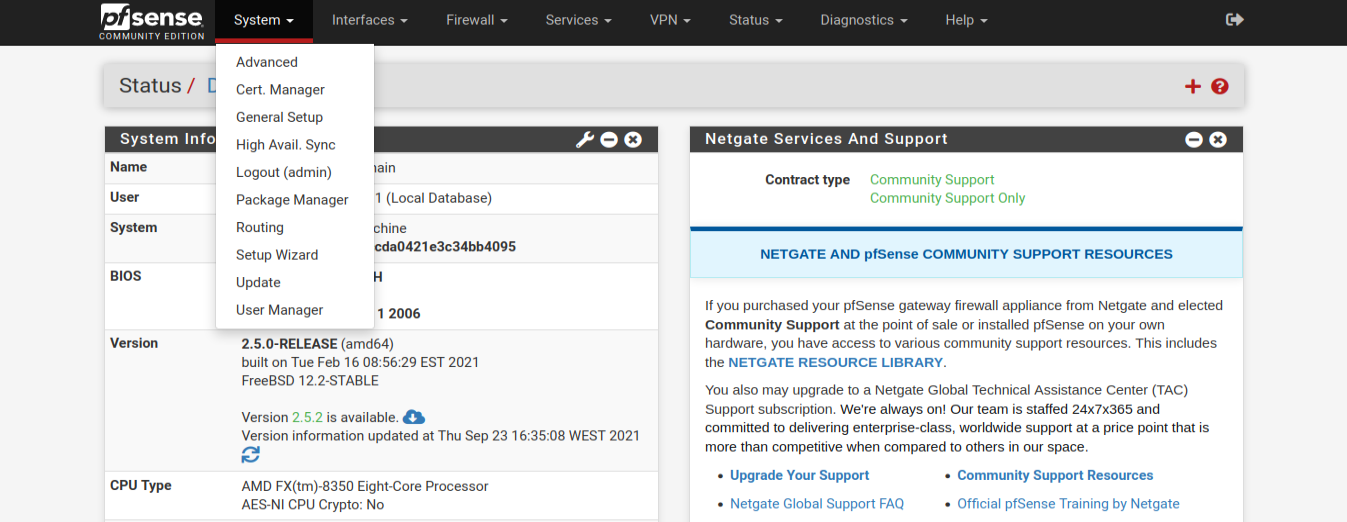 pfsense System Interfaces Firewall Services VPN Status Diagnostics Help
COMMUNITY EDITION
Advanced
Cert. Manager
General Setup
High Avail. Sync
Logout (admin)
Package Manager
Routing
Setup Wizard
Update
User Manager
Status /
System Info
Name
User 1 (Local Database)
System chine
cda0421e3c34bb4095
BIOS H
1 2006
Version 2.5.0-RELEASE (amd64)
built on Tue Feb 16 08:56:29 EST 2021
FreeBSD 12.2-STABLE
Version 2.5.2 is available.
Version information updated at Thu Sep 23 16:35:08 WEST 2021
CPU Type AMD FX(tm)-8350 Eight-Core Processor
AES-NI CPU Crypto: No
Netgate Services And Support
Contract type Community Support
Community Support Only
NETGATE AND pfSense COMMUNITY SUPPORT RESOURCES
If you purchased your pfSense gateway firewall appliance from Netgate and elected
Community Support at the point of sale or installed pfSense on your own
hardware, you have access to various community support resources. This includes
the NETGATE RESOURCE LIBRARY.
You also may upgrade to a Netgate Global Technical Assistance Center (TAC)
Support subscription. We're always on! Our team is staffed 24x7x365 and
committed to delivering enterprise-class, worldwide support at a price point that is
more than competitive when compared to others in our space.
• Upgrade Your Support • Community Support Resources
• Netgate Global Support FAQ • Official pfSense Training by Netgate